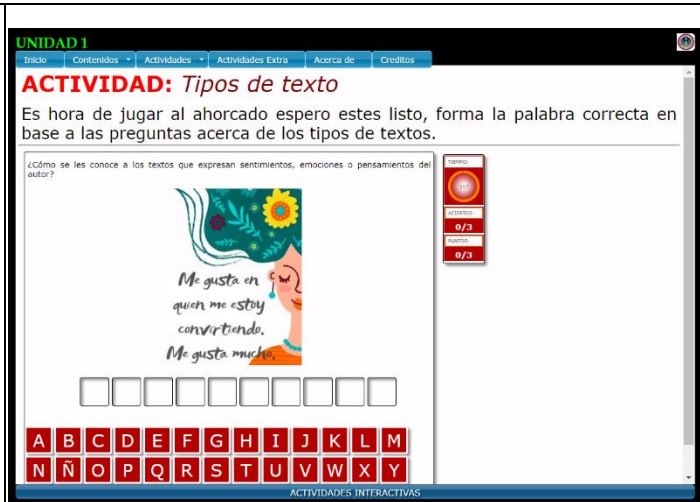 UNIDAD 1
Inicio Contenidos Actividades Actividades Extra Acerca de Creditos
ACTIVIDAD: Tipos de texto
Es hora de jugar al ahorcado espero estes listo, forma la palabra correcta en
base a las preguntas acerca de los tipos de textos.
¿Cómo se les conoce a los textos que expresan sentimientos, emociones o pensamientos del
autor?
Me gusta en
quien me estoy
convirtiendo.
Me gusta mucho.
TIEMPO:
ACIERTOS:
0/3
PUNTOS:
0/3
A B C D E F G H I J K L M
N Ñ O P Q R S T U V W X Y
ACTIVIDADES INTERACTIVAS